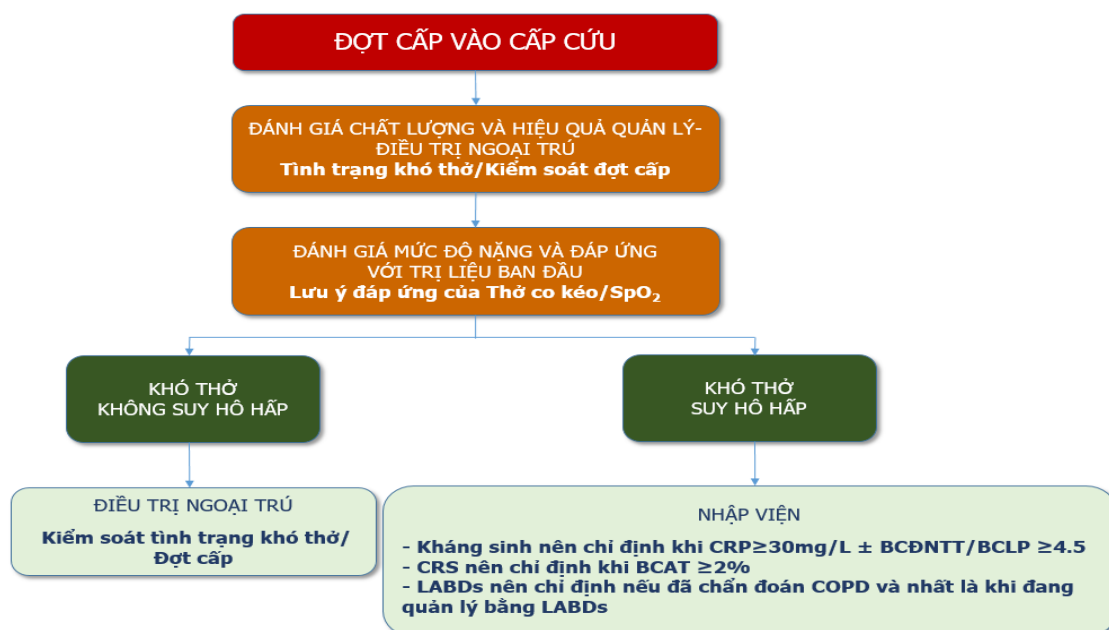 ĐỢT CẤP VÀO CẤP CỨU
ĐÁNH GIÁ CHẤT LƯỢNG VÀ HIỆU QUẢ QUẢN LÝ-
ĐIỀU TRỊ NGOẠI TRÚ
Tình trạng khó thở/Kiểm soát đợt cấp
ĐÁNH GIÁ MỨC ĐỘ NẶNG VÀ ĐÁP ỨNG
VỚI TRỊ LIỆU BAN ĐẦU
Lưu ý đáp ứng của Thở co kéo/SpO₂
KHÓ THỞ
KHÔNG SUY HÔ HẤP
KHÓ THỞ
SUY HÔ HẤP
ĐIỀU TRỊ NGOẠI TRÚ
Kiểm soát tình trạng khó thở/
Đợt cấp
NHẬP VIỆN
- Kháng sinh nên chỉ định khi CRP≥30mg/L ± BCĐNTT/BCLP ≥4.5
- CRS nên chỉ định khi BCAT ≥2%
- LABDs nên chỉ định nếu đã chẩn đoán COPD và nhất là khi đang
quản lý bằng LABDs